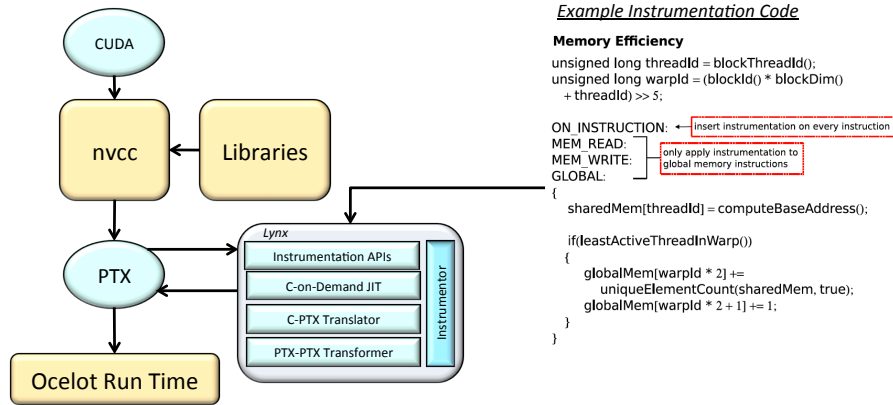 CUDA
nvcc
Libraries
PTX
Ocelot Run Time
Lynx
Instrumentation APIs
C-on-Demand JIT
C-PTX Translator
PTX-PTX Transformer
Instrumentor
Example Instrumentation Code
Memory Efficiency
unsigned long threadId = blockThreadId();
unsigned long warpId = (blockId() * blockDim()
+ threadId) >> 5;
ON_INSTRUCTION:
insert instrumentation on every instruction
MEM_READ:
MEM_WRITE:
GLOBAL:
only apply instrumentation to
global memory instructions
{
sharedMem[threadId] = computeBaseAddress();
if(leastActiveThreadInWarp())
{
globalMem[warpId * 2] +=
uniqueElementCount(sharedMem, true);
globalMem[warpId * 2 + 1] += 1;
}
}